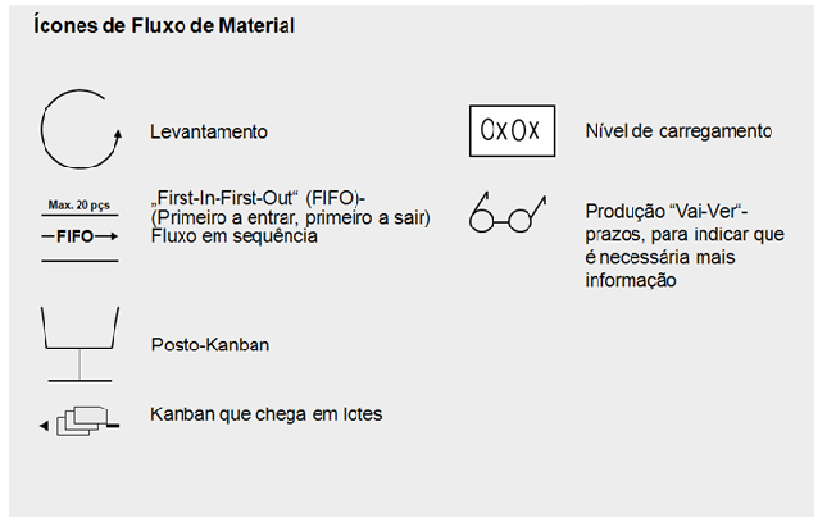 Ícones de Fluxo de Material
Levantamento
Max. 20 pçs
FIFO
„First-In-First-Out“ (FIFO)-
(Primeiro a entrar, primeiro a sair)
Fluxo em sequência
Posto-Kanban
Kanban que chega em lotes
OXOX
Nível de carregamento
Produção “Vai-Ver“-
prazos, para indicar que
é necessária mais
informação